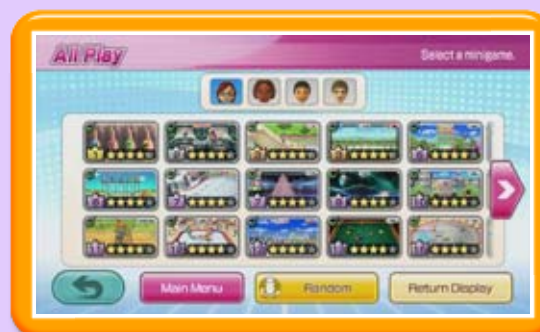 All Play
Select a minigame.
Main Menu
Random
Return Display